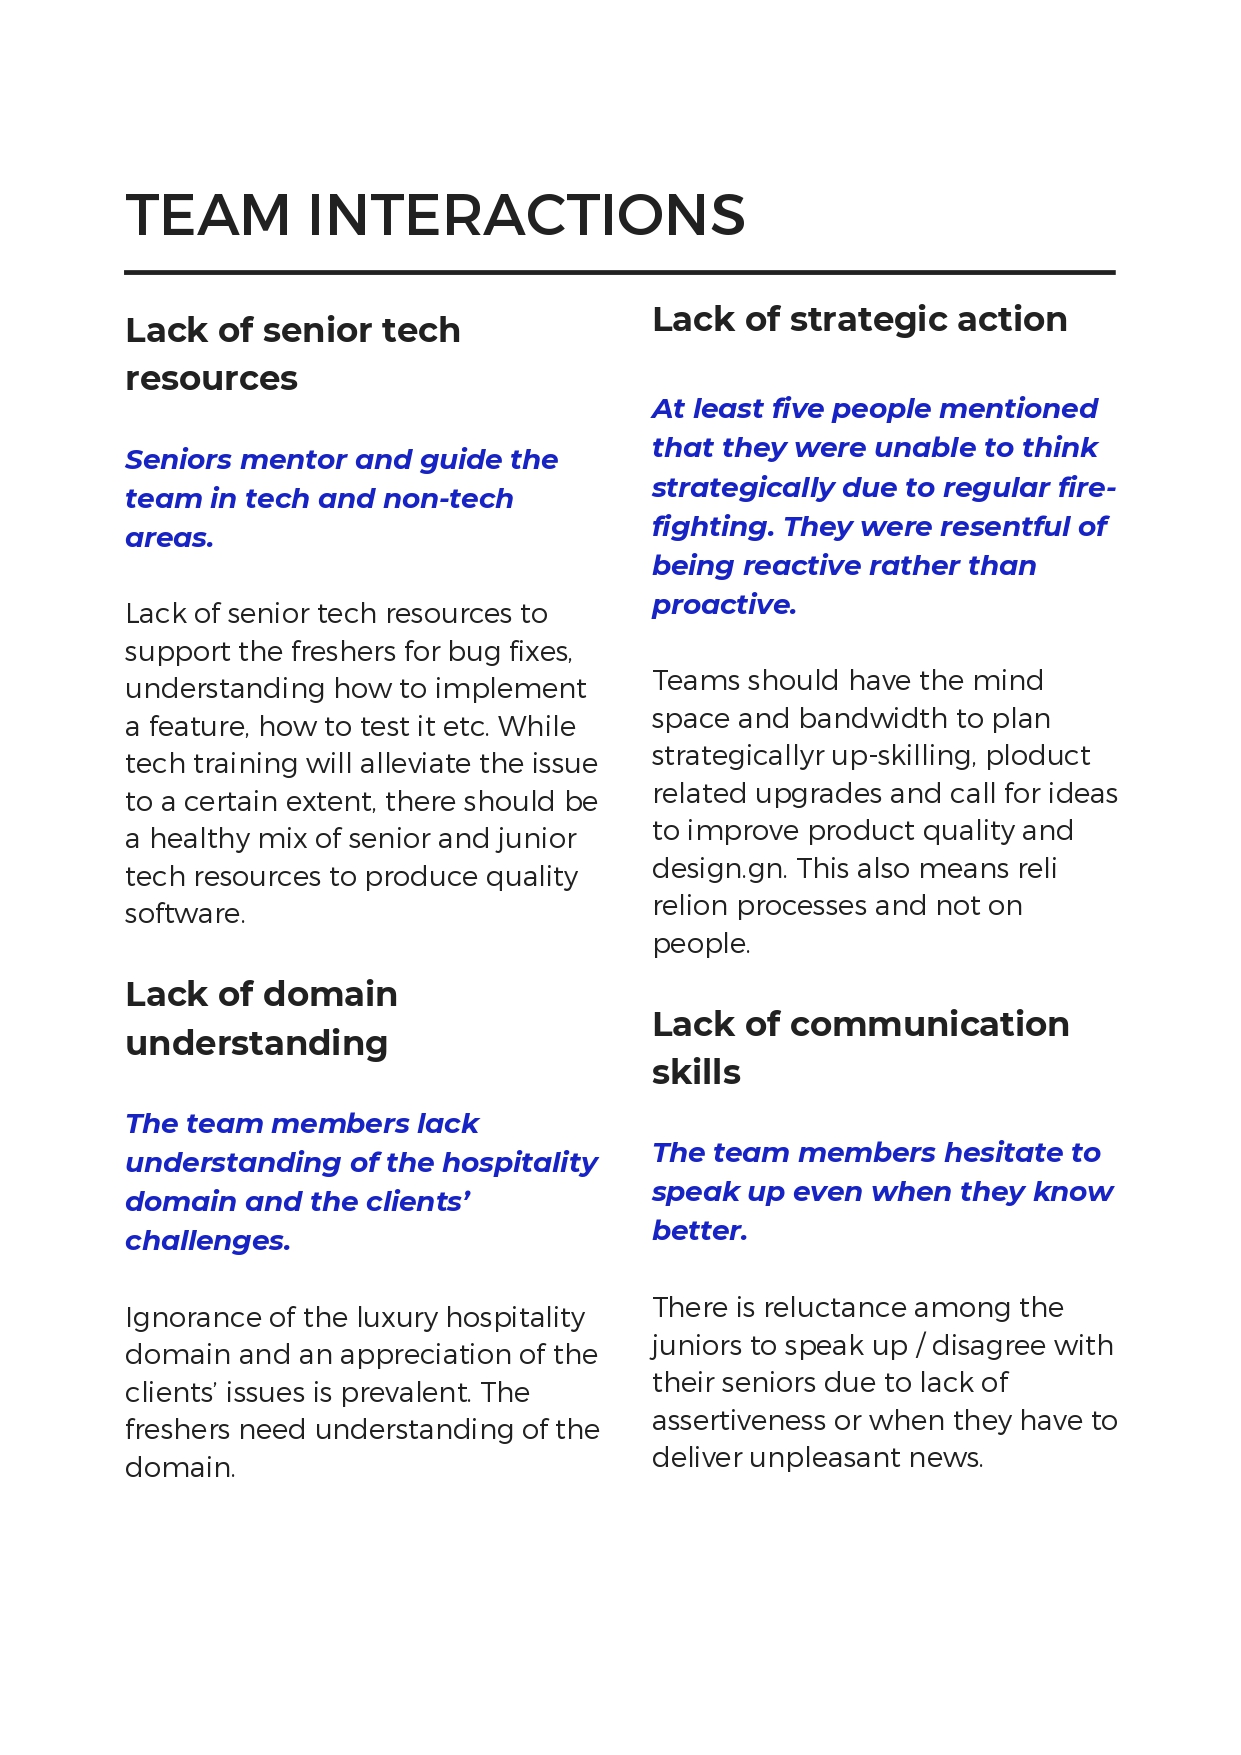 TEAM INTERACTIONS
Lack of senior tech
resources
Seniors mentor and guide the
team in tech and non-tech
areas.
Lack of senior tech resources to
support the freshers for bug fixes,
understanding how to implement
a feature, how to test it etc. While
tech training will alleviate the issue
to a certain extent, there should be
a healthy mix of senior and junior
tech resources to produce quality
software.
Lack of domain
understanding
The team members lack
understanding of the hospitality
domain and the clients’
challenges.
Ignorance of the luxury hospitality
domain and an appreciation of the
clients’ issues is prevalent. The
freshers need understanding of the
domain.
Lack of strategic action
At least five people mentioned
that they were unable to think
strategically due to regular fire-
fighting. They were resentful of
being reactive rather than
proactive.
Teams should have the mind
space and bandwidth to plan
strategicallyr up-skilling, ploduct
related upgrades and call for ideas
to improve product quality and
design.gn. This also means reli
relion processes and not on
people.
Lack of communication
skills
The team members hesitate to
speak up even when they know
better.
There is reluctance among the
juniors to speak up / disagree with
their seniors due to lack of
assertiveness or when they have to
deliver unpleasant news.